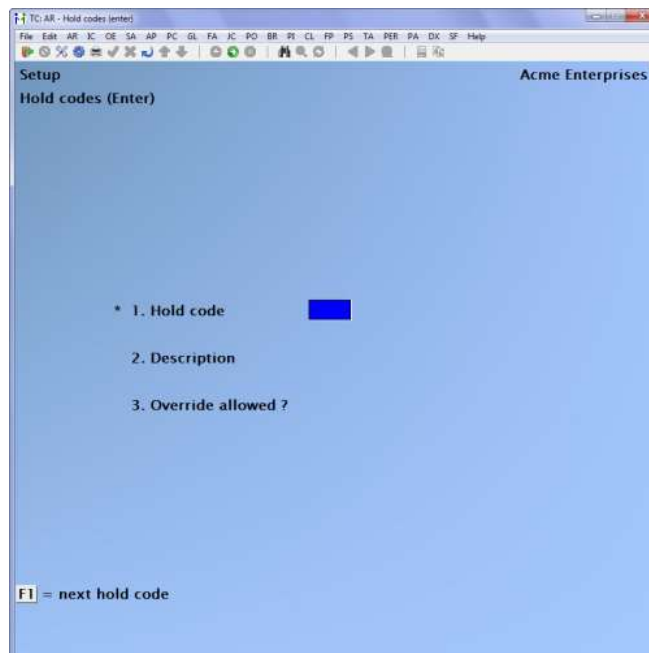 TC: AR - Hold codes (enter)
File Edit AR IC OE SA AP PC GL FA JC PO BR PI CL FP PS TA PER PA DX SF Help
Setup Acme Enterprises
Hold codes (Enter)
* 1. Hold code
2. Description
3. Override allowed ?
F1 = next hold code